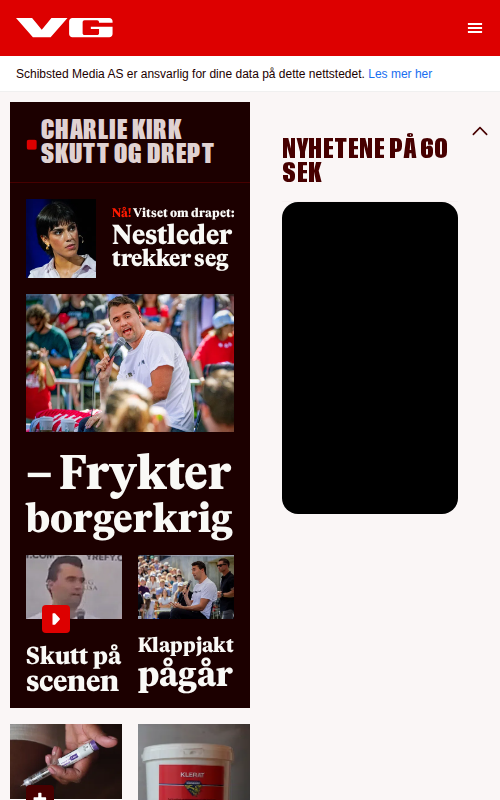 VG
Schibsted Media AS er ansvarlig for dine data på dette nettstedet. Les mer her
CHARLIE KIRK
SKUTT OG DREPT
Nå! Vitset om drapet:
Nestleder
trekker seg
– Frykter
borgerkrig
Skutt på
scenen
Klappjakt
pågår
NYHETENE PÅ 60
SEK
KLERAT